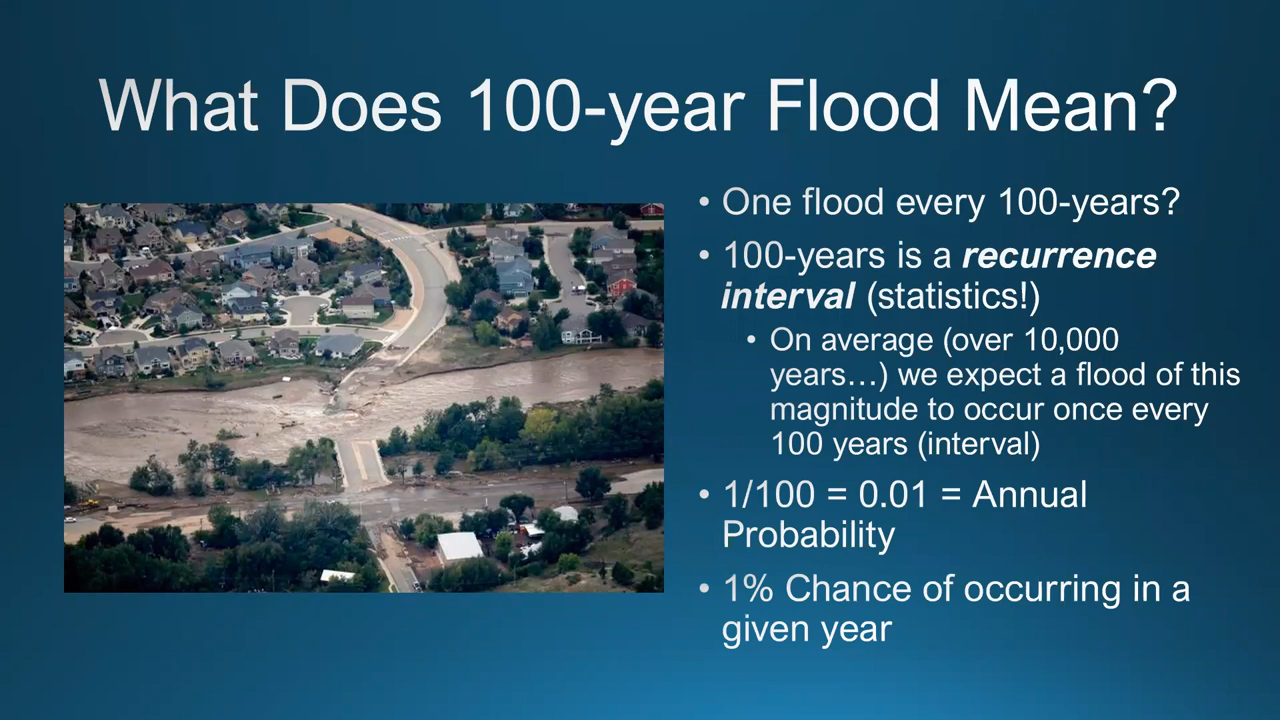 What Does 100-year Flood Mean?
• One flood every 100-years?
• 100-years is a recurrence
interval (statistics!)
• On average (over 10,000
years…) we expect a flood of this
magnitude to occur once every
100 years (interval)
• 1/100 = 0.01 = Annual
Probability
• 1% Chance of occurring in a
given year